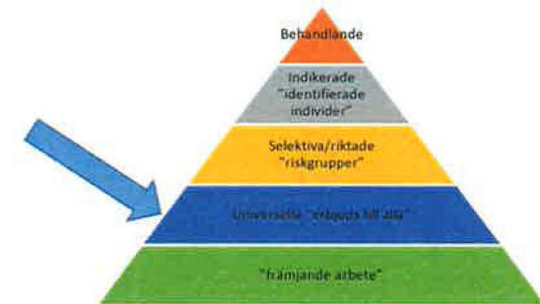 Behandlande
Indikerade
"identifierade
individer"
Selektiva/riktade
"riskgrupper"
Universella "erbjuds till alla"
"främjande arbete"